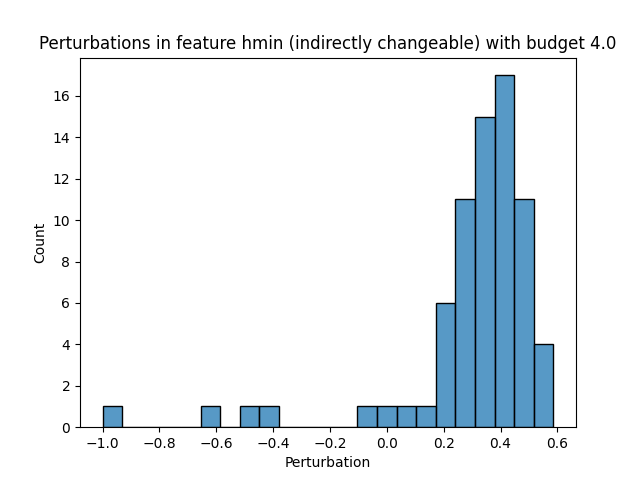 Perturbations in feature hmin (indirectly changeable) with budget 4.0
16
14
12
10
8
6
4
2
0
Count
−1.0 −0.8 −0.6 −0.4 −0.2 0.0 0.2 0.4 0.6
Perturbation